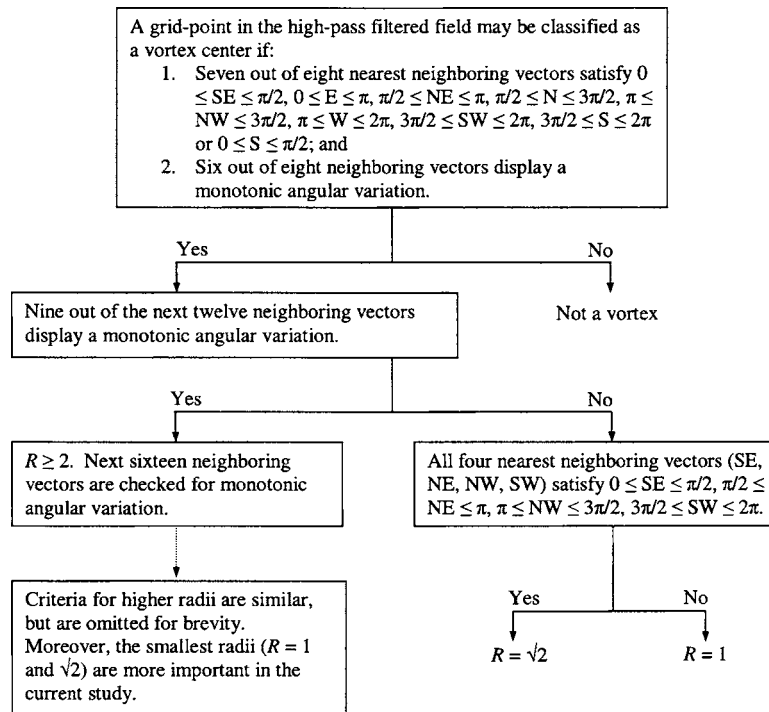 A grid-point in the high-pass filtered field may be classified as
a vortex center if:
1. Seven out of eight nearest neighboring vectors satisfy 0
≤ SE ≤ π/2, 0 ≤ E ≤ π, π/2 ≤ NE ≤ π, π/2 ≤ N ≤ 3π/2, π ≤
NW ≤ 3π/2, π ≤ W ≤ 2π, 3π/2 ≤ SW ≤ 2π, 3π/2 ≤ S ≤ 2π
or 0 ≤ S ≤ π/2; and
2. Six out of eight neighboring vectors display a
monotonic angular variation.
Yes
No
Nine out of the next twelve neighboring vectors
display a monotonic angular variation.
Not a vortex
Yes
No
R ≥ 2. Next sixteen neighboring
vectors are checked for monotonic
angular variation.
All four nearest neighboring vectors (SE,
NE, NW, SW) satisfy 0 ≤ SE ≤ π/2, π/2 ≤
NE ≤ π, π ≤ NW ≤ 3π/2, 3π/2 ≤ SW ≤ 2π.
Criteria for higher radii are similar,
but are omitted for brevity.
Moreover, the smallest radii (R = 1
and √2) are more important in the
current study.
Yes
No
R = √2
R = 1